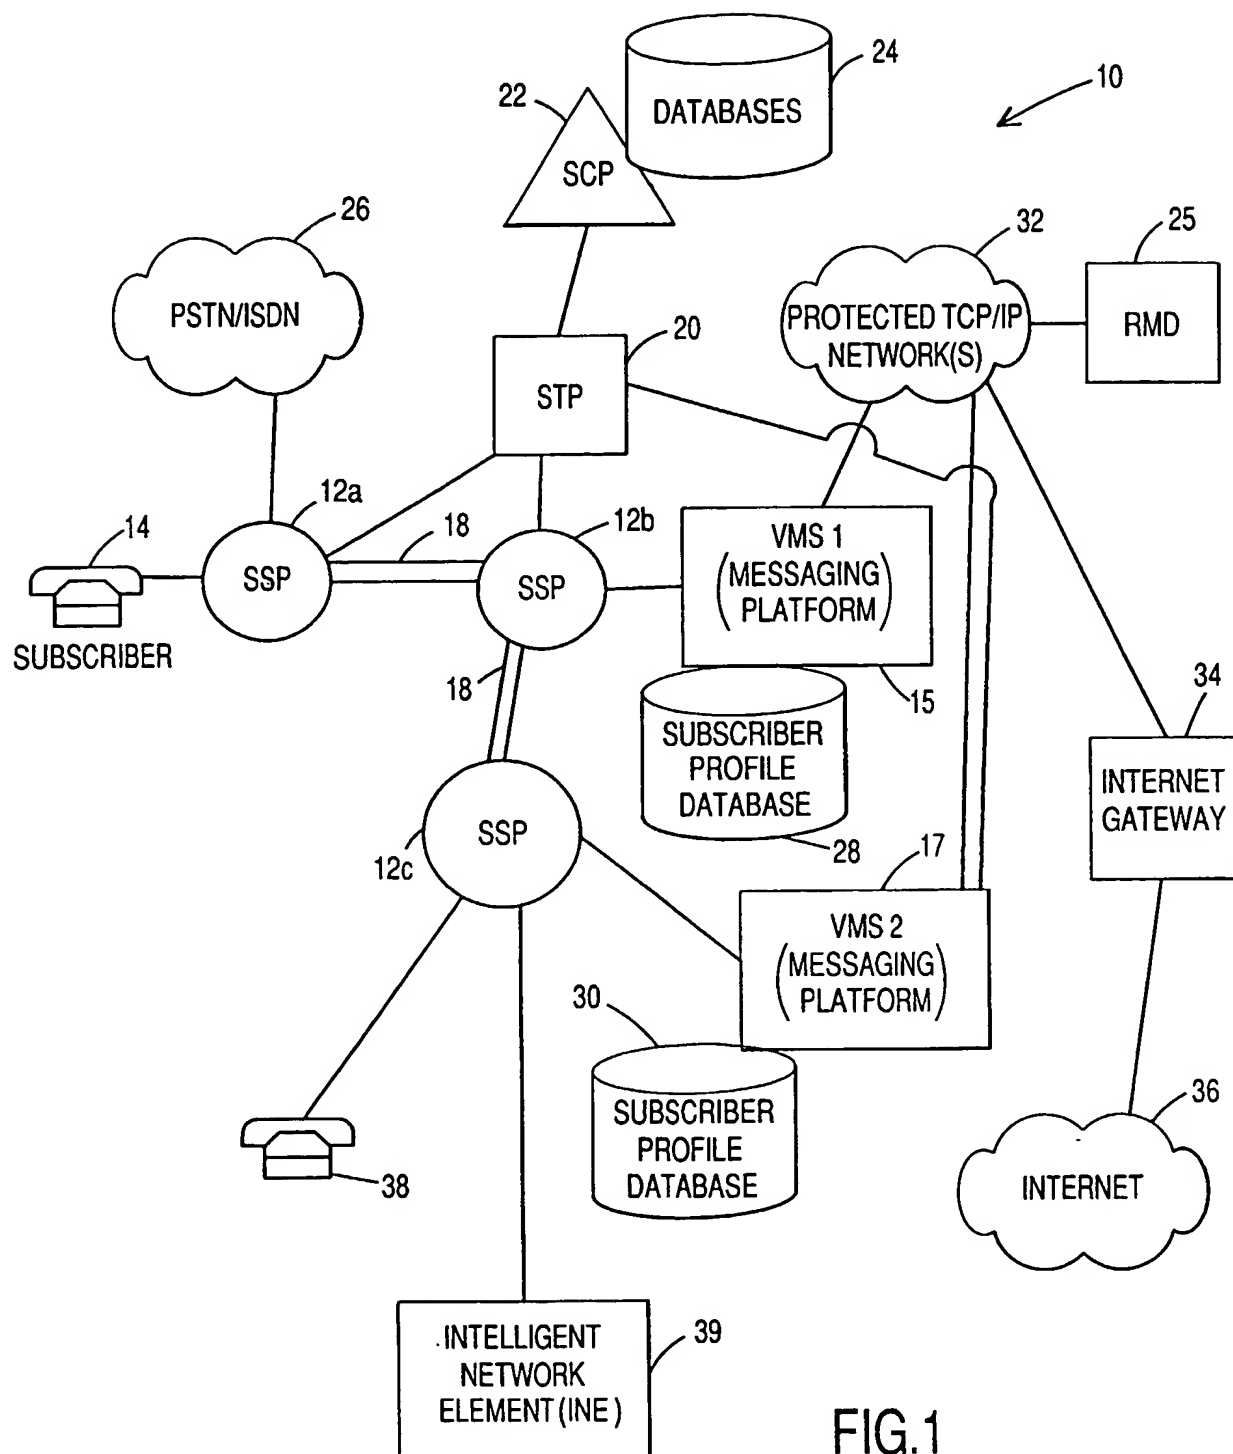 24
DATABASES
10
22
SCP
26
PSTN/ISDN
32
25
PROTECTED TCP/IP
NETWORK(S)
RMD
20
STP
12a
18
12b
14
SSP
SSP
VMS 1
(MESSAGING
PLATFORM)
SUBSCRIBER
18
15
34
SUBSCRIBER
PROFILE
DATABASE
INTERNET
GATEWAY
SSP
12c
28
17
VMS 2
(MESSAGING
PLATFORM)
30
SUBSCRIBER
PROFILE
DATABASE
36
INTERNET
38
INTELLIGENT
NETWORK
ELEMENT (INE)
39
FIG.1